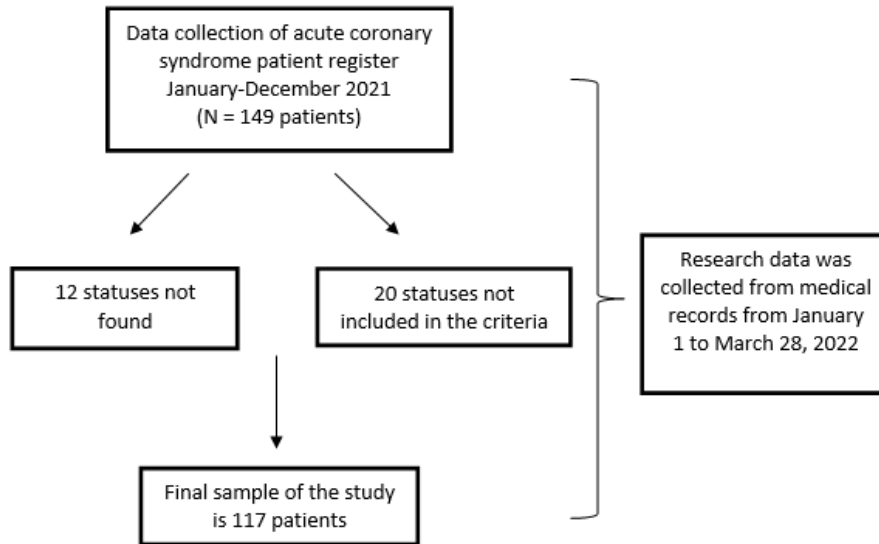 Data collection of acute coronary
syndrome patient register
January-December 2021
(N = 149 patients)
12 statuses not
found
20 statuses not
included in the criteria
Research data was
collected from medical
records from January
1 to March 28, 2022
Final sample of the study
is 117 patients